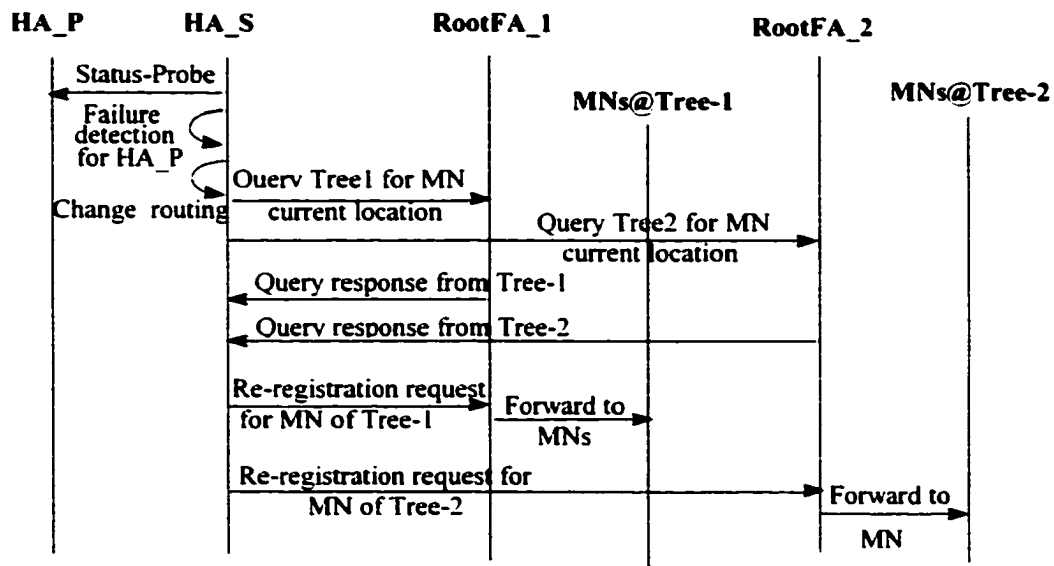 HA_P HA_S RootFA_1 RootFA_2
MNs@Tree-1 MNs@Tree-2
Status-Probe
Failure
detection
for HA_P
Change routing
Query Tree1 for MN
current location
Query Tree2 for MN
current location
Query response from Tree-1
Query response from Tree-2
Re-registration request
for MN of Tree-1
Forward to
MNs
Re-registration request for
MN of Tree-2
Forward to
MN